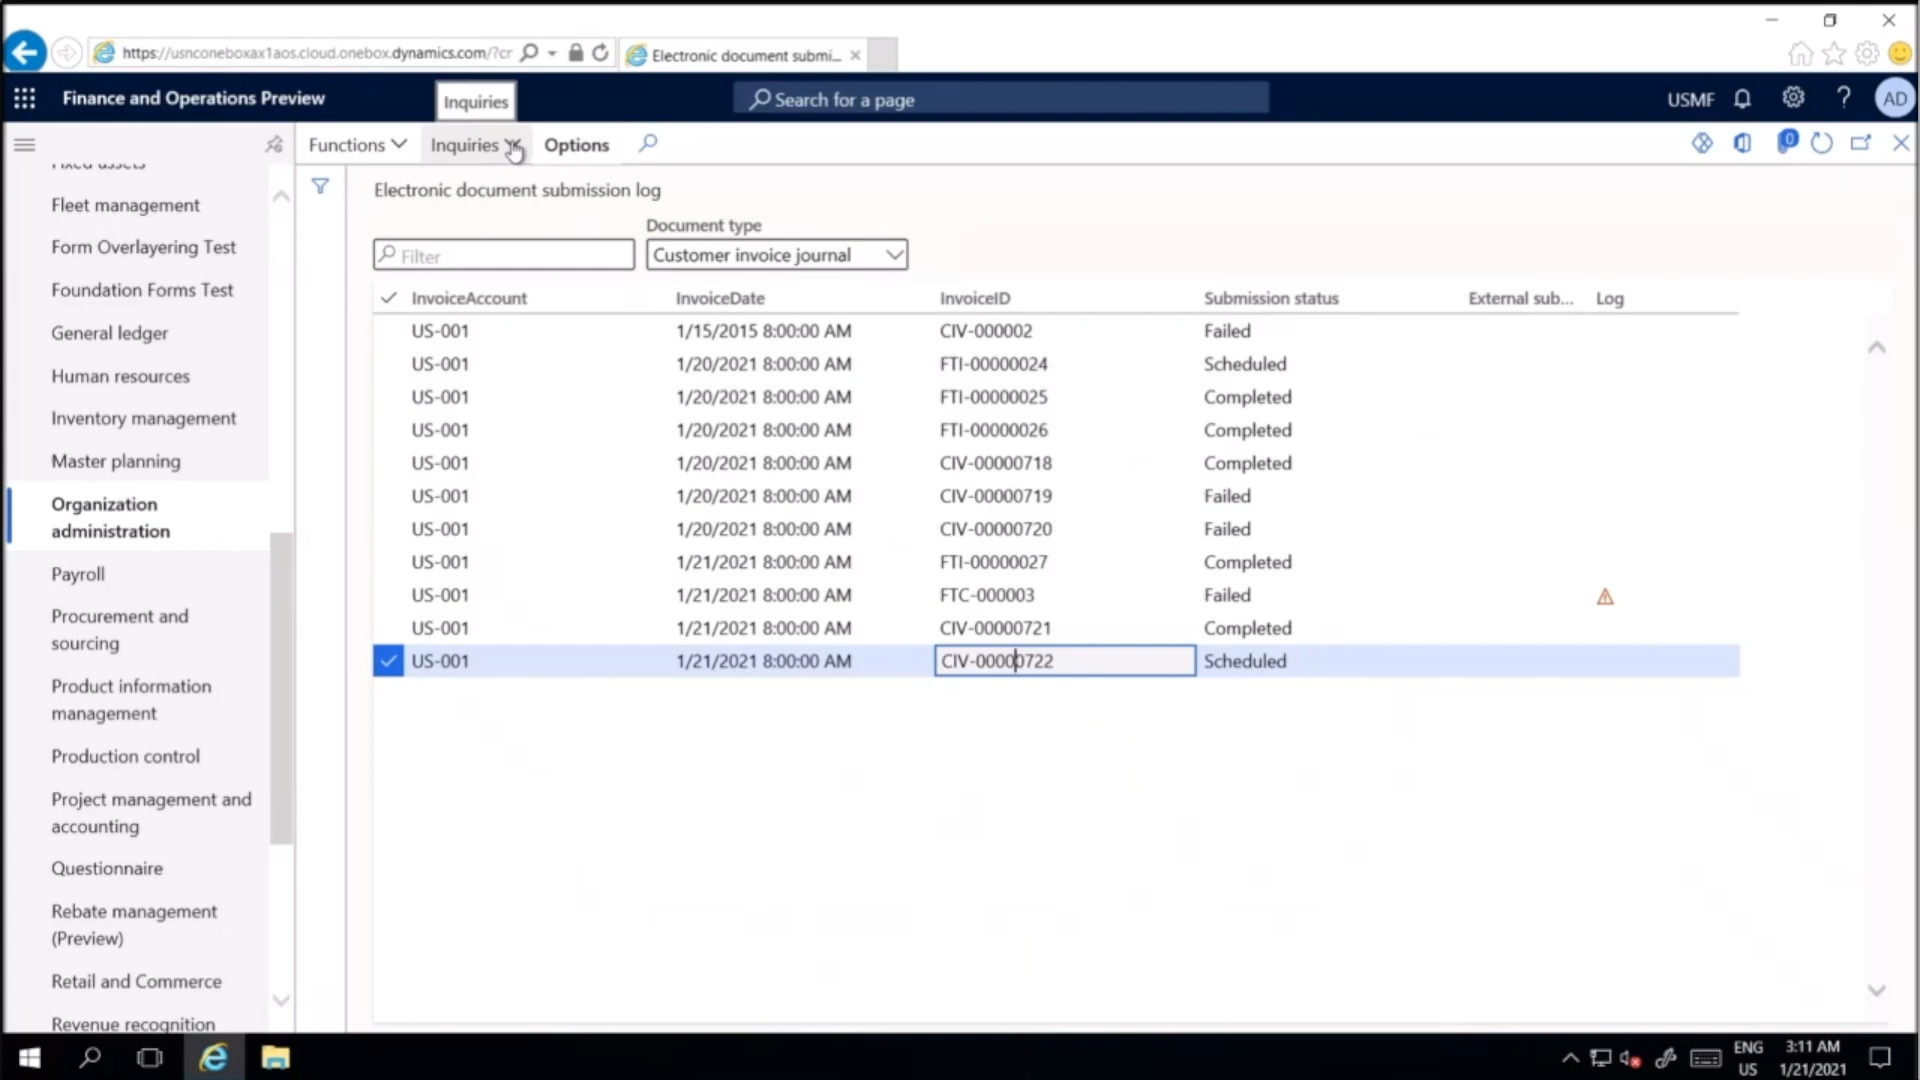 https://usnconeboxax1aos.cloud.onebox.dynamics.com/?cr
Electronic document submi...
Finance and Operations Preview
Inquiries
Search for a page
USMF
AD
Functions
Inquiries
Options
0
Fixed assets
Fleet management
Form Overlayering Test
Foundation Forms Test
General ledger
Human resources
Inventory management
Master planning
Organization
administration
Payroll
Procurement and
sourcing
Product information
management
Production control
Project management and
accounting
Questionnaire
Rebate management
(Preview)
Retail and Commerce
Revenue recognition
Electronic document submission log
Document type
Filter
Customer invoice journal
InvoiceAccount InvoiceDate InvoiceID Submission status External sub... Log
US-001 1/15/2015 8:00:00 AM CIV-000002 Failed
US-001 1/20/2021 8:00:00 AM FTI-00000024 Scheduled
US-001 1/20/2021 8:00:00 AM FTI-00000025 Completed
US-001 1/20/2021 8:00:00 AM FTI-00000026 Completed
US-001 1/20/2021 8:00:00 AM CIV-00000718 Completed
US-001 1/20/2021 8:00:00 AM CIV-00000719 Failed
US-001 1/20/2021 8:00:00 AM CIV-00000720 Failed
US-001 1/21/2021 8:00:00 AM FTI-00000027 Completed
US-001 1/21/2021 8:00:00 AM FTC-000003 Failed
US-001 1/21/2021 8:00:00 AM CIV-00000721 Completed
US-001 1/21/2021 8:00:00 AM CIV-00000722 Scheduled
ENG
US
3:11 AM
1/21/2021